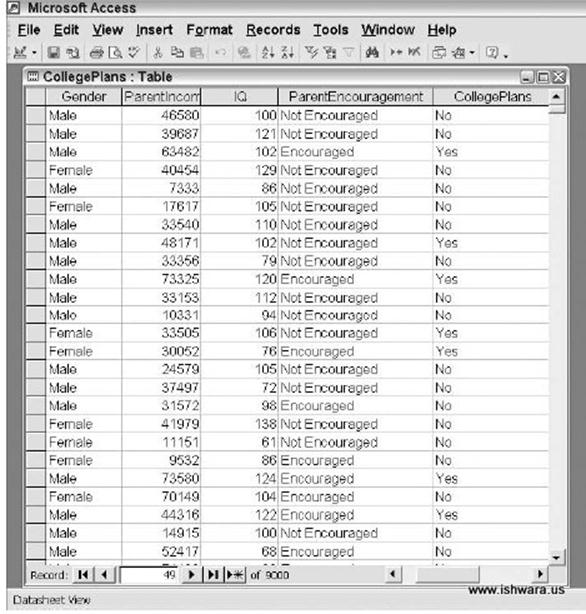 Microsoft Access
File Edit View Insert Format Records Tools Window Help
CollegePlans : Table
Gender ParentIncom IQ ParentEncouragement CollegePlans
Male 46580 100 Not Encouraged No
Male 39687 121 Not Encouraged No
Male 63482 102 Encouraged Yes
Female 40454 129 Not Encouraged No
Male 7333 86 Not Encouraged No
Female 17617 105 Not Encouraged No
Male 33540 110 Not Encouraged No
Male 48171 102 Not Encouraged Yes
Male 33356 79 Not Encouraged No
Male 73325 120 Encouraged Yes
Male 33153 112 Not Encouraged No
Male 10331 94 Not Encouraged No
Female 33505 106 Not Encouraged Yes
Female 30052 76 Encouraged Yes
Male 24579 105 Not Encouraged No
Male 37497 72 Not Encouraged No
Male 31572 98 Encouraged No
Female 41979 138 Not Encouraged No
Female 11151 61 Not Encouraged No
Female 9532 86 Encouraged No
Male 73580 124 Encouraged Yes
Female 70149 104 Encouraged No
Male 44316 122 Encouraged Yes
Male 14915 100 Not Encouraged No
Male 52417 68 Encouraged No
Record: 49 of 9000
www.ishwara.us
Datasheet View